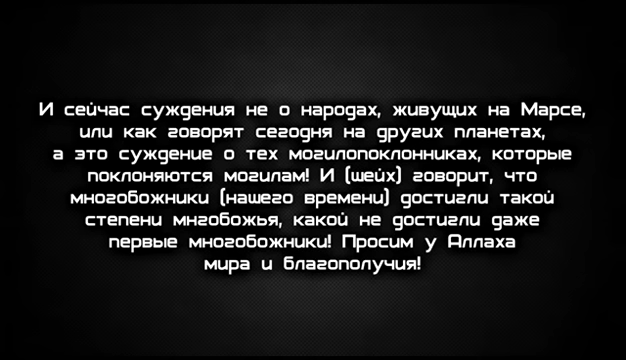 И сейчас суждения не о народах, живущих на Марсе,
или как говорят сегодня на других планетах,
а это суждение о тех могилопоклонниках, которые
поклоняются могилам! И (шейх) говорит, что
многобожники (нашего времени) достигли такой
степени мнгобожья, какой не достигли даже
первые многобожники! Просим у Аллаха
мира и благополучия!